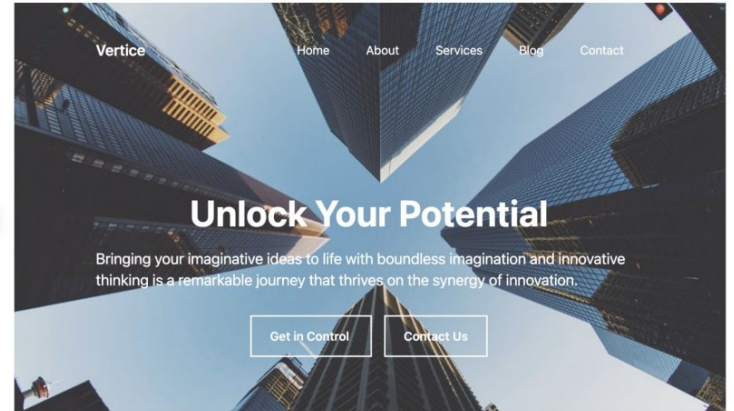 Vertice Home About Services Blog Contact
Unlock Your Potential
Bringing your imaginative ideas to life with boundless imagination and innovative
thinking is a remarkable journey that thrives on the synergy of innovation.
Get in Control Contact Us